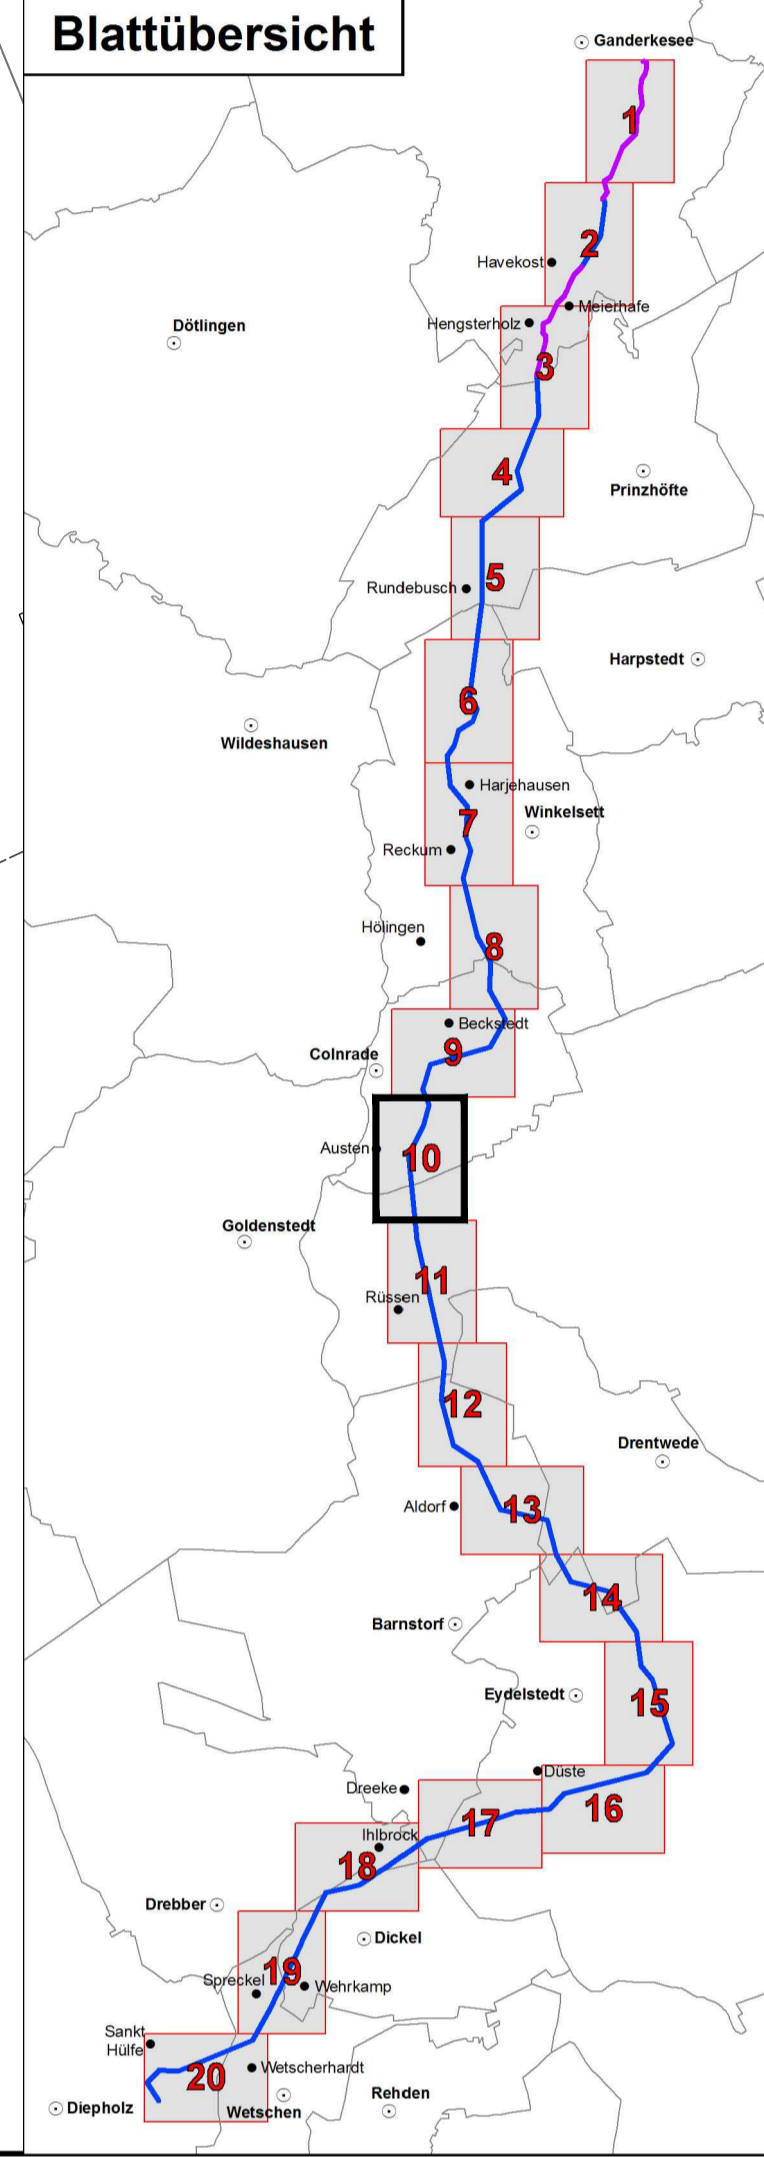 Blattübersicht
Ganderkesee
1
2
Havekost
Meierhafe
Dötlingen
Hengsterholz
3
4
Prinzhöfte
5
Rundebusch
Harpstedt
6
Wildeshausen
Harjehausen
Winkelsett
7
Reckum
Hölingen
8
Beckstedt
9
Colnrade
Austen
10
Goldenstedt
11
Rüssen
12
Drentwede
Aldorf
13
14
Barnstorf
Eydelstedt
15
Düste
Dreeke
16
17
Ihlbrock
18
Drebber
Dickel
19
Spreckel
Wehrkamp
Sankt
Hülfe
Wetscherhardt
20
Rehden
Diepholz
Wetschen